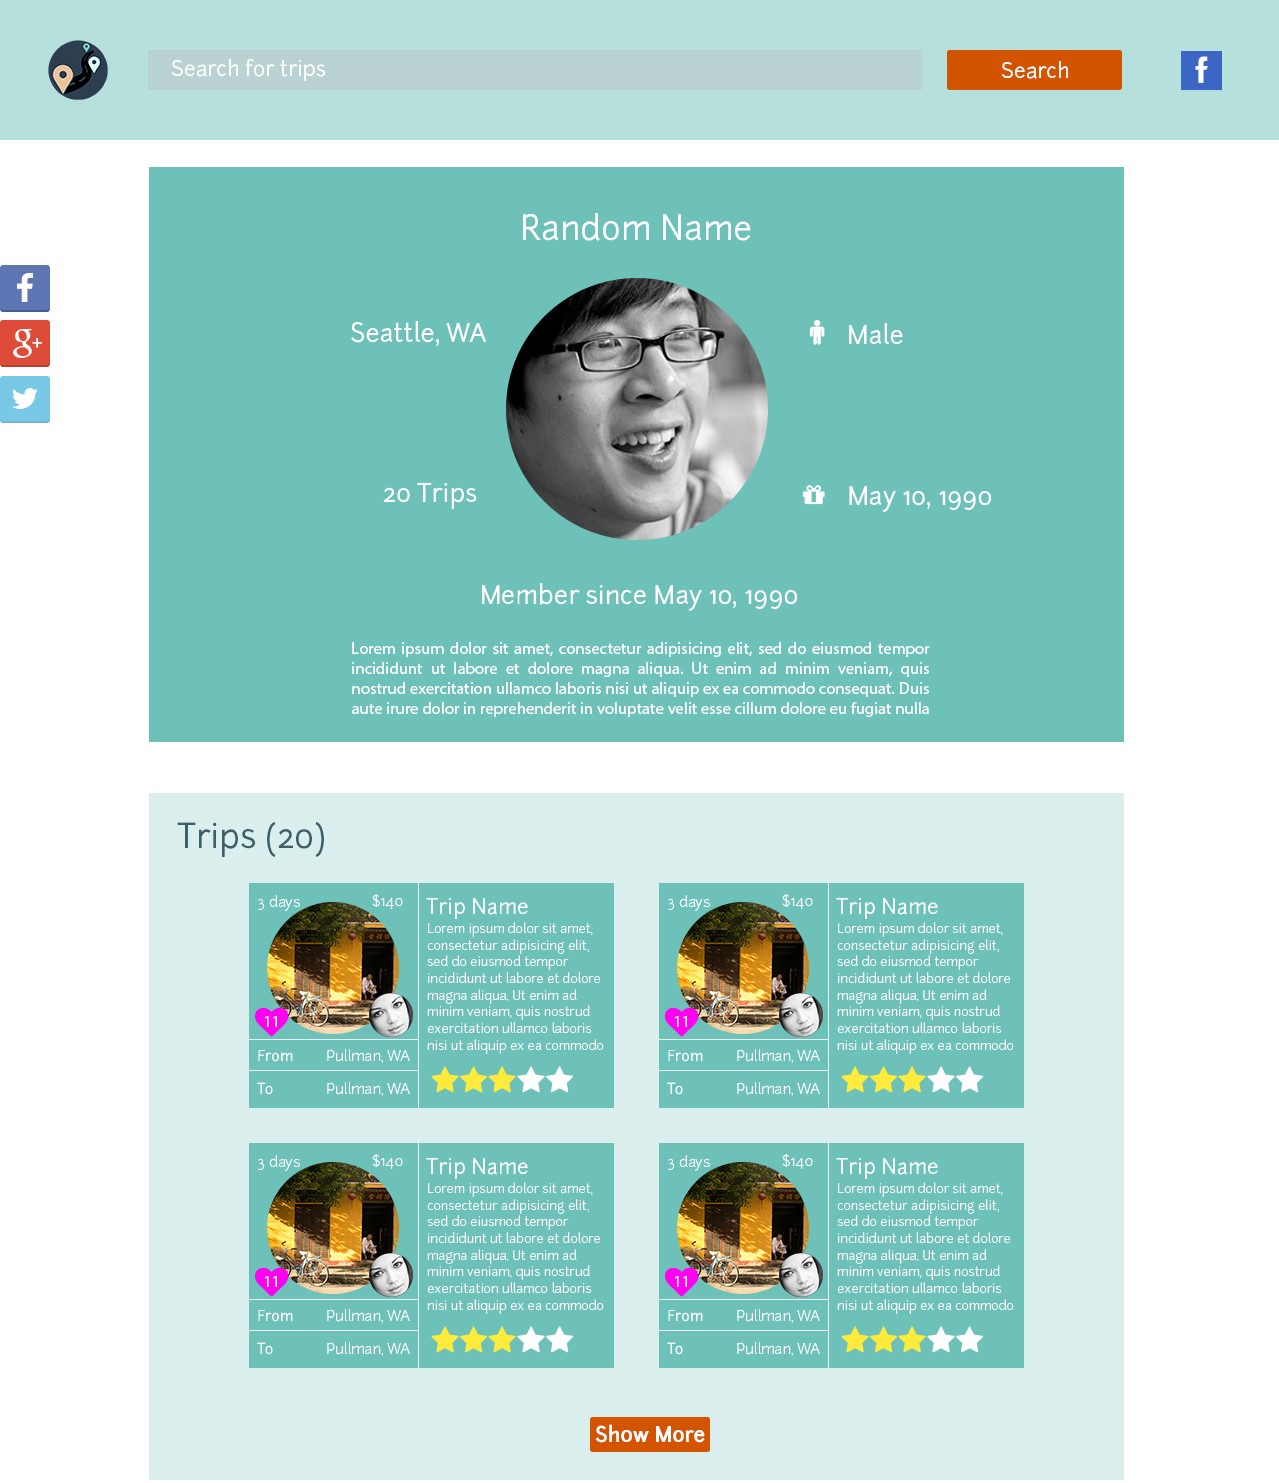 Search for trips
Search
Random Name
Seattle, WA
Male
20 Trips
May 10, 1990
Member since May 10, 1990
Lorem ipsum dolor sit amet, consectetur adipisicing elit, sed do eiusmod tempor
incididunt ut labore et dolore magna aliqua. Ut enim ad minim veniam, quis
nostrud exercitation ullamco laboris nisi ut aliquip ex ea commodo consequat. Duis
aute irure dolor in reprehenderit in voluptate velit esse cillum dolore eu fugiat nulla
g+
Trips (20)
3 days
$140
11
From
Pullman, WA
To
Pullman, WA
Trip Name
Lorem ipsum dolor sit amet,
consectetur adipisicing elit,
sed do eiusmod tempor
incididunt ut labore et dolore
magna aliqua. Ut enim ad
minim veniam, quis nostrud
exercitation ullamco laboris
nisi ut aliquip ex ea commodo
3 days
$140
11
From
Pullman, WA
To
Pullman, WA
Trip Name
Lorem ipsum dolor sit amet,
consectetur adipisicing elit,
sed do eiusmod tempor
incididunt ut labore et dolore
magna aliqua. Ut enim ad
minim veniam, quis nostrud
exercitation ullamco laboris
nisi ut aliquip ex ea commodo
3 days
$140
11
From
Pullman, WA
To
Pullman, WA
Trip Name
Lorem ipsum dolor sit amet,
consectetur adipisicing elit,
sed do eiusmod tempor
incididunt ut labore et dolore
magna aliqua. Ut enim ad
minim veniam, quis nostrud
exercitation ullamco laboris
nisi ut aliquip ex ea commodo
3 days
$140
11
From
Pullman, WA
To
Pullman, WA
Trip Name
Lorem ipsum dolor sit amet,
consectetur adipisicing elit,
sed do eiusmod tempor
incididunt ut labore et dolore
magna aliqua. Ut enim ad
minim veniam, quis nostrud
exercitation ullamco laboris
nisi ut aliquip ex ea commodo
Show More